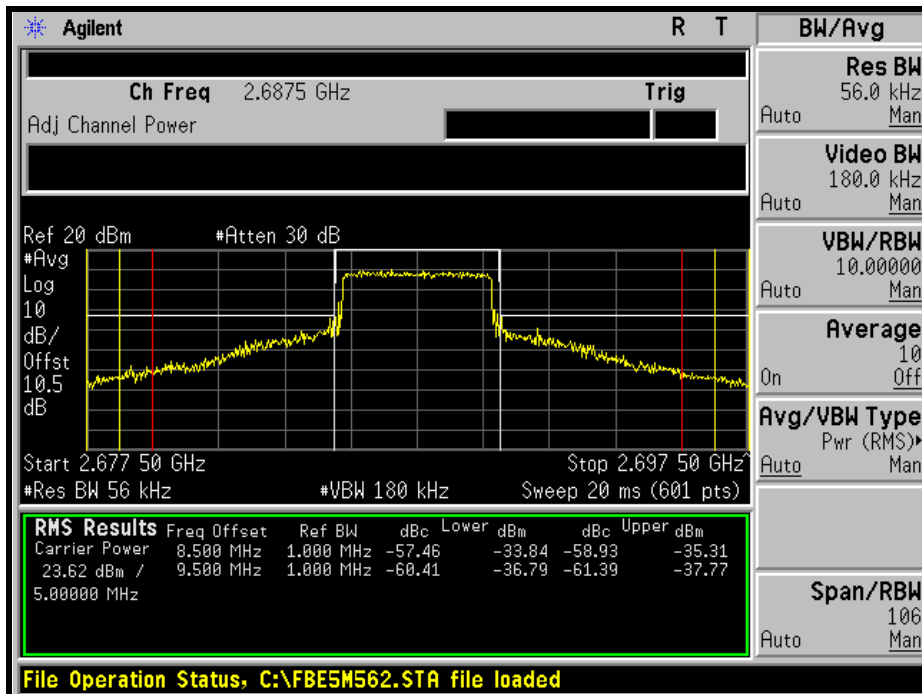 Agilent R T
Ch Freq 2.6875 GHz Trig
Adj Channel Power
Ref 20 dBm #Atten 30 dB
#Avg
Log
10
dB/
Offst
10.5
dB
Start 2.677 50 GHz Stop 2.697 50 GHz^
#Res BW 56 kHz #VBW 180 kHz Sweep 20 ms (601 pts)
RMS Results Freq Offset Ref BW dBc Lower dBm dBc Upper dBm
Carrier Power 8.500 MHz 1.000 MHz -57.46 -33.84 -58.93 -35.31
23.62 dBm / 9.500 MHz 1.000 MHz -60.41 -36.79 -61.39 -37.77
5.00000 MHz
File Operation Status, C:\FBE5M562.STA file loaded
BW/Avg
Res BW
56.0 kHz
Auto Man
Video BW
180.0 kHz
Auto Man
VBW/RBW
10.00000
Auto Man
Average
10
On Off
Avg/VBW Type
Pwr (RMS)▸
Auto Man
Span/RBW
106
Auto Man